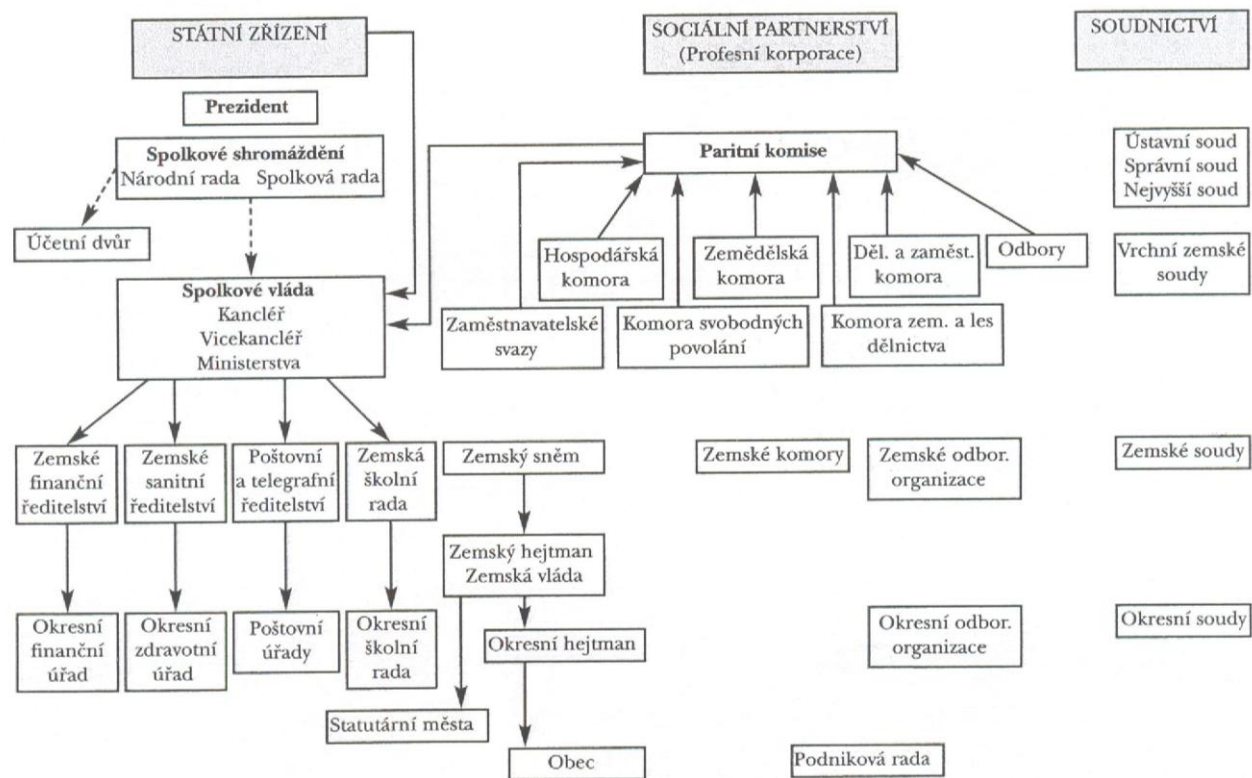 STÁTNÍ ZŘÍZENÍ
SOCIÁLNÍ PARTNERSTVÍ
(Profesní korporace)
SOUDNICTVÍ
Prezident
Spolkové shromáždění
Národní rada Spolková rada
Účetní dvůr
Paritní komise
Ústavní soud
Správní soud
Nejvyšší soud
Hospodářská
komora
Zemědělská
komora
Děl. a zaměst.
komora
Odbory
Vrchní zemské
soudy
Spolkové vláda
Kancléř
Vicekancléř
Ministerstva
Zaměstnavatelské
svazy
Komora svobodných
povolání
Komora zem. a les
dělnictva
Zemské
finanční
ředitelství
Zemské
sanitní
ředitelství
Poštovní
a telegrafní
ředitelství
Zemská
školní
rada
Zemský sněm
Zemské komory
Zemské odbor.
organizace
Zemské soudy
Zemský hejtman
Zemská vláda
Okresní
finanční
úřad
Okresní
zdravotní
úřad
Poštovní
úřady
Okresní
školní
rada
Okresní hejtman
Okresní odbor.
organizace
Okresní soudy
Statutární města
Obec
Podniková rada